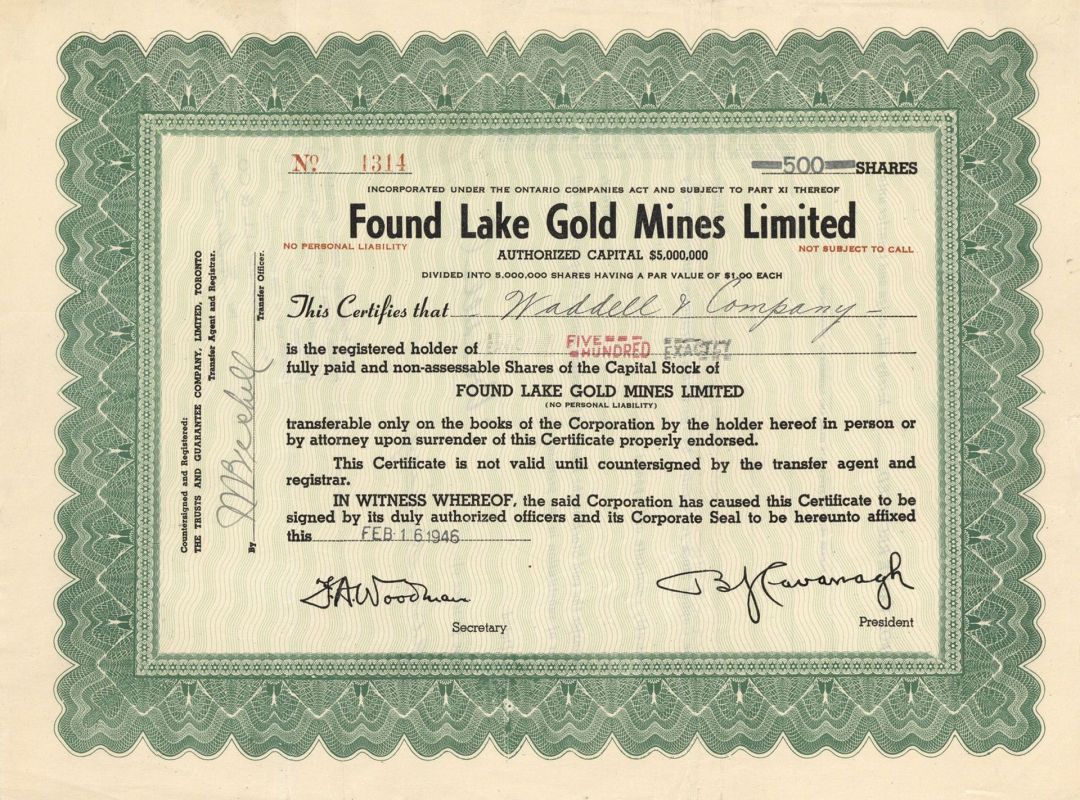 Nº 1314
500 SHARES
INCORPORATED UNDER THE ONTARIO COMPANIES ACT AND SUBJECT TO PART XI THEREOF
Found Lake Gold Mines Limited
NO PERSONAL LIABILITY
NOT SUBJECT TO CALL
AUTHORIZED CAPITAL $5,000,000
DIVIDED INTO 5,000,000 SHARES HAVING A PAR VALUE OF $1.00 EACH
This Certifies that Waddell & Company
is the registered holder of FIVE HUNDRED EXACTLY
fully paid and non-assessable Shares of the Capital Stock of
FOUND LAKE GOLD MINES LIMITED
(NO PERSONAL LIABILITY)
transferable only on the books of the Corporation by the holder hereof in person or
by attorney upon surrender of this Certificate properly endorsed.
This Certificate is not valid until countersigned by the transfer agent and
registrar.
IN WITNESS WHEREOF, the said Corporation has caused this Certificate to be
signed by its duly authorized officers and its Corporate Seal to be hereunto affixed
this FEB 16 1946
F.A. Woodman
Secretary
B J Cavanagh
President
Countersigned and Registered:
THE TRUSTS AND GUARANTEE COMPANY, LIMITED, TORONTO
Transfer Agent and Registrar.
By
Transfer Officer.